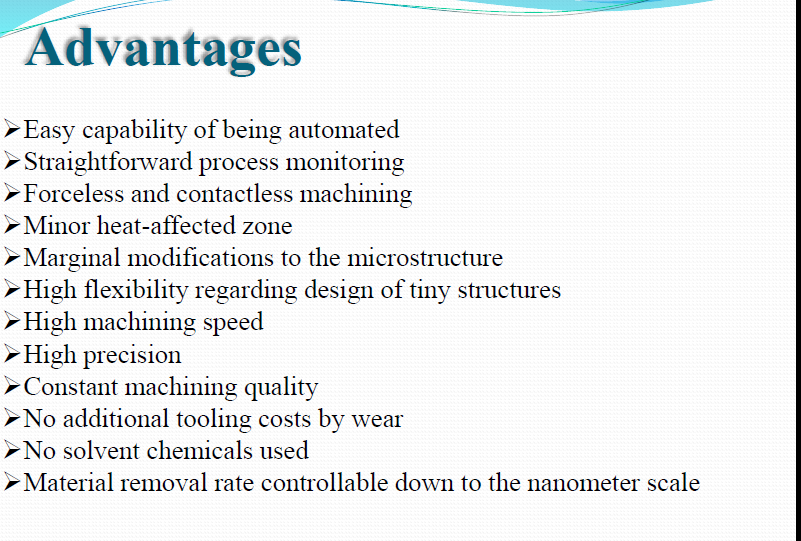 Advantages
➢Easy capability of being automated
➢Straightforward process monitoring
➢Forceless and contactless machining
➢Minor heat-affected zone
➢Marginal modifications to the microstructure
➢High flexibility regarding design of tiny structures
➢High machining speed
➢High precision
➢Constant machining quality
➢No additional tooling costs by wear
➢No solvent chemicals used
➢Material removal rate controllable down to the nanometer scale